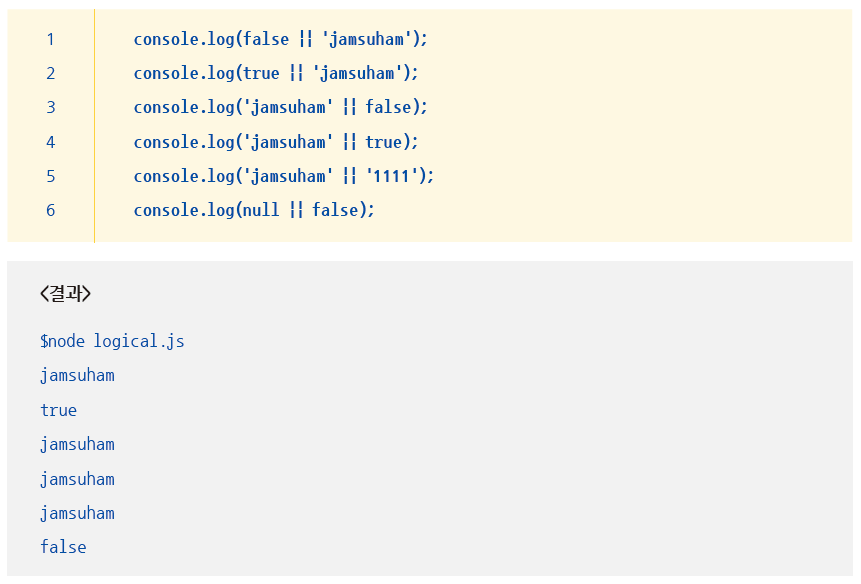 1 console.log(false || 'jamsuham');
2 console.log(true || 'jamsuham');
3 console.log('jamsuham' || false);
4 console.log('jamsuham' || true);
5 console.log('jamsuham' || '1111');
6 console.log(null || false);
<결과>
$node logical.js
jamsuham
true
jamsuham
jamsuham
jamsuham
false